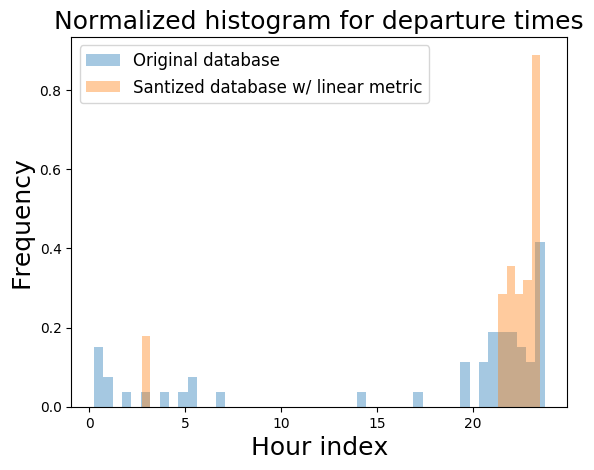 Normalized histogram for departure times
Original database
Santized database w/ linear metric
Frequency
0.8
0.6
0.4
0.2
0.0
0 5 10 15 20
Hour index